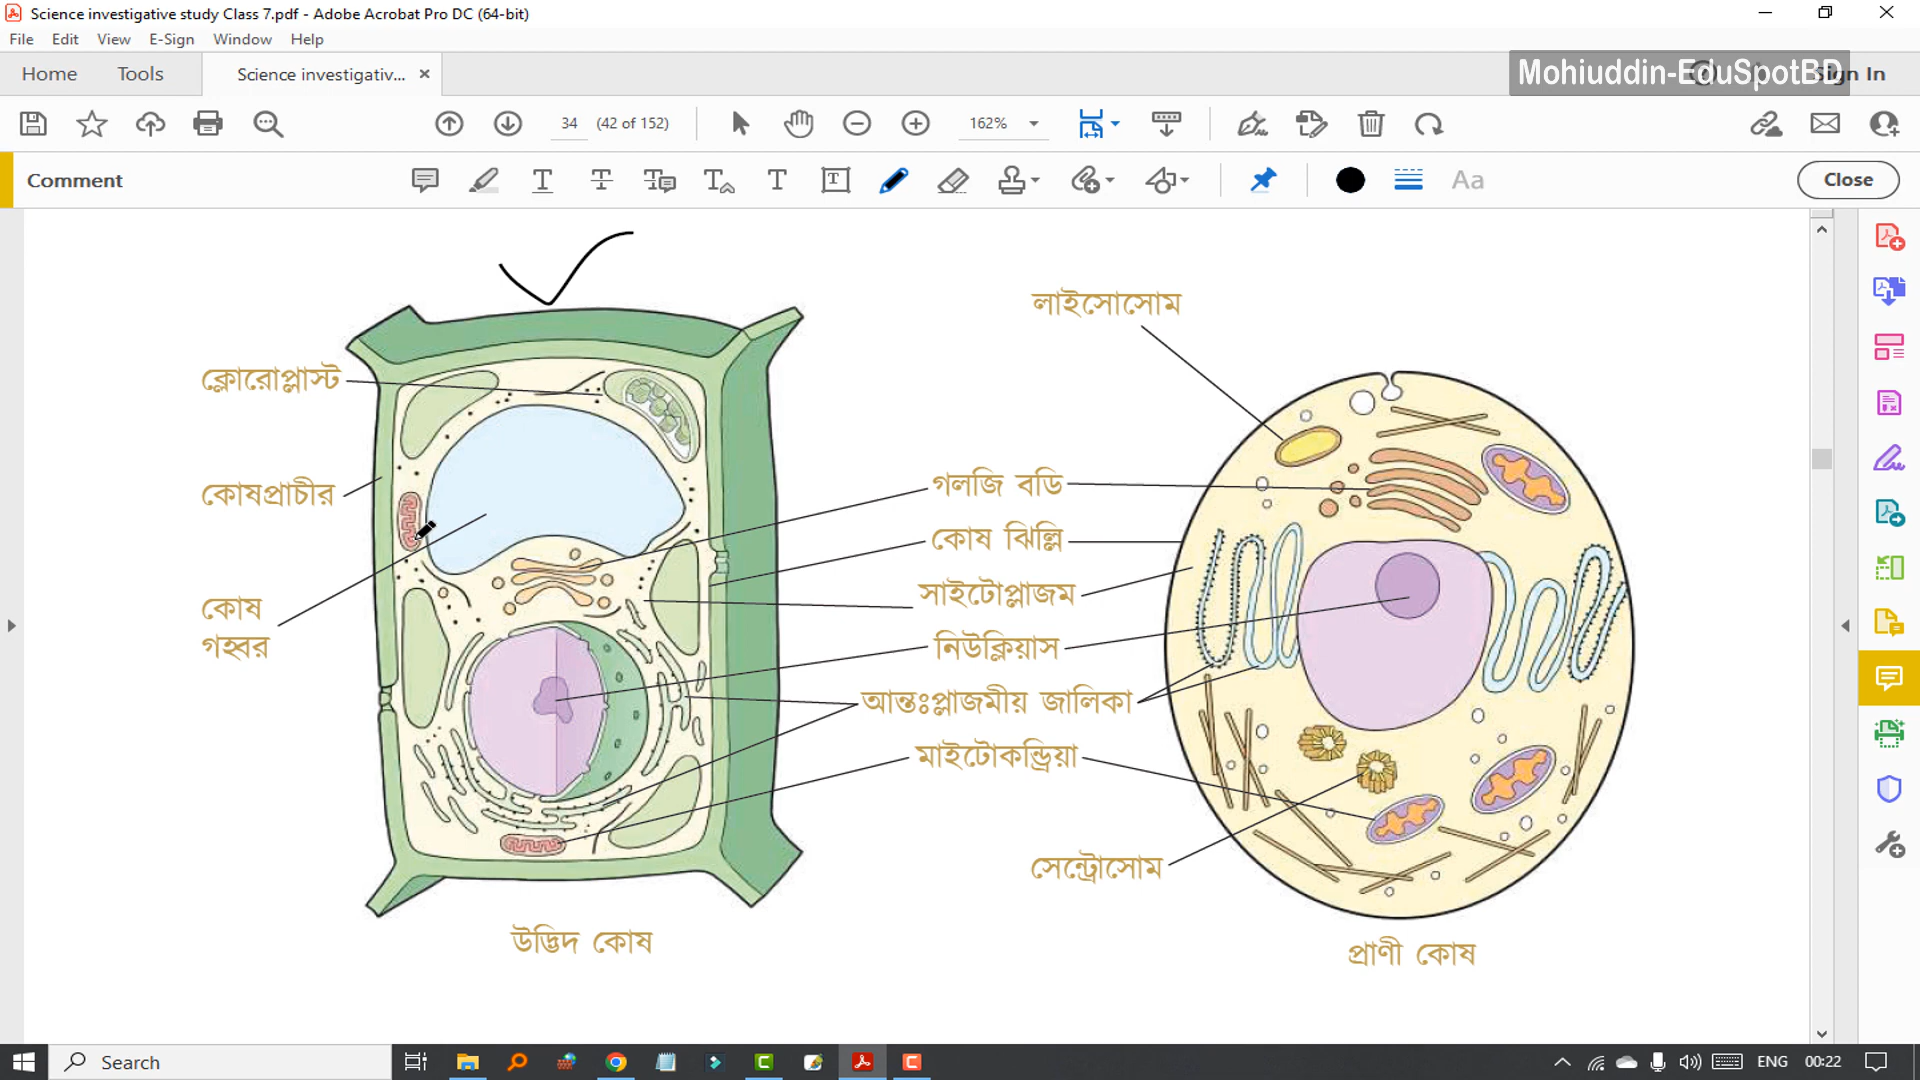 Science investigative study Class 7.pdf - Adobe Acrobat Pro DC (64-bit)
File Edit View E-Sign Window Help
Home Tools Science investigativ... × Mohiuddin-EduSpotBD Sign In
34 (42 of 152) 162%
Comment Aa Close
লাইসোসোম
ক্লোরোপ্লাস্ট
গলজি বডি
কোষপ্রাচীর
কোষ ঝিল্লি
সাইটোপ্লাজম
কোষ
গহ্বর
নিউক্লিয়াস
আন্তঃপ্লাজমীয় জালিকা
মাইটোকন্ড্রিয়া
সেন্ট্রোসোম
উদ্ভিদ কোষ
প্রাণী কোষ
Search ENG 00:22